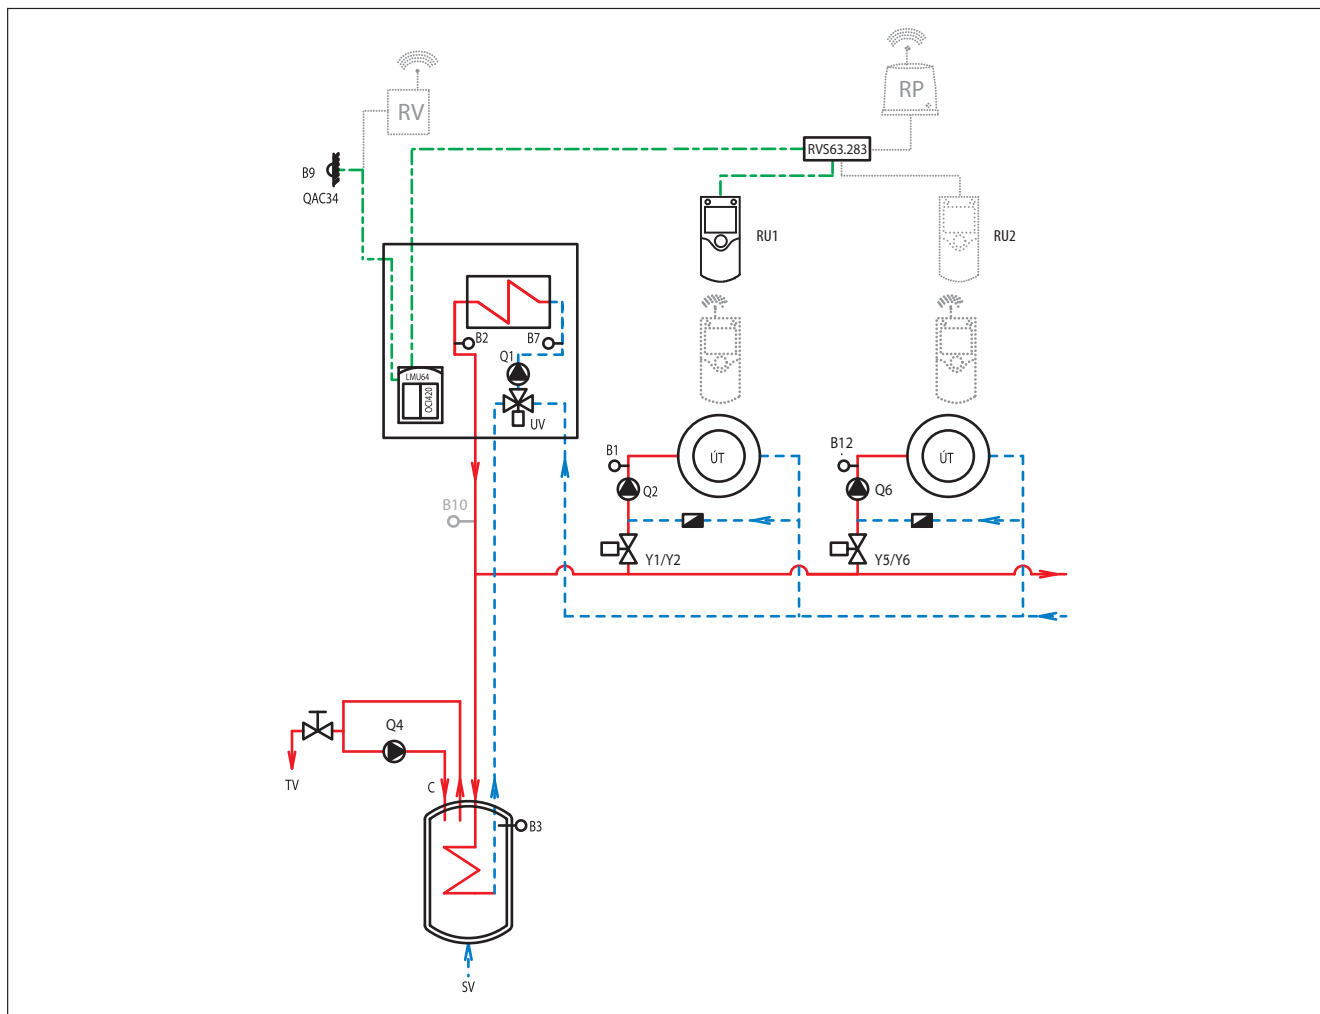 RP
RV
RVS63.283
B9
QAC34
RU1
RU2
B2
B7
Q1
LMU64
OCI420
UV
B1
ÚT
B12
ÚT
Q2
Q6
B10
Y1/Y2
Y5/Y6
Q4
TV
C
B3
SV